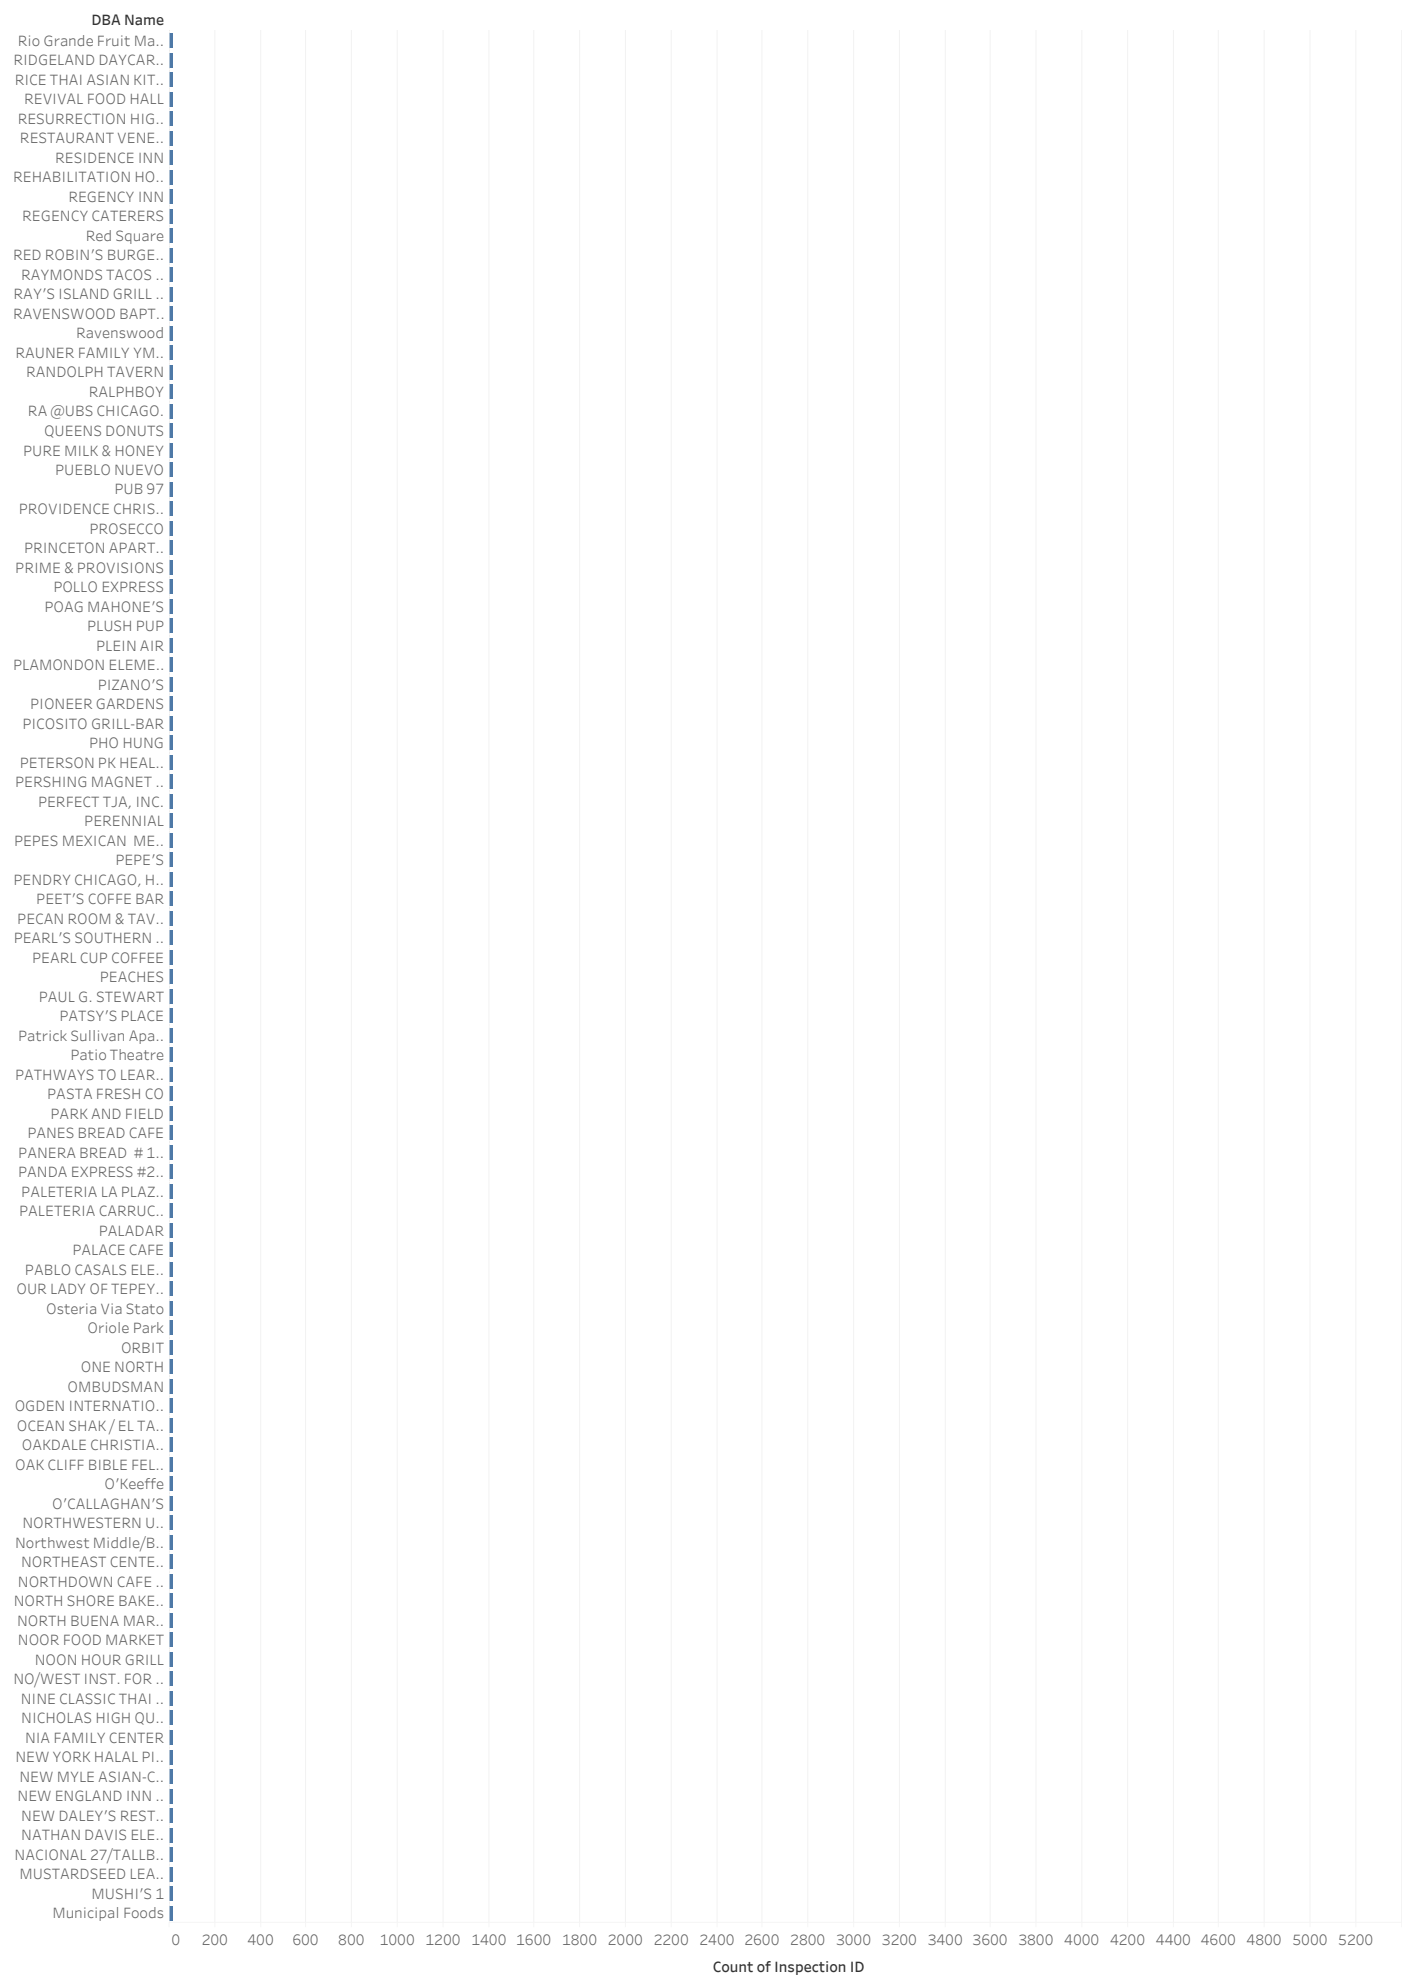 DBA Name
Rio Grande Fruit Ma..
RIDGELAND DAYCAR..
RICE THAI ASIAN KIT..
REVIVAL FOOD HALL
RESURRECTION HIG..
RESTAURANT VENE..
RESIDENCE INN
REHABILITATION HO..
REGENCY INN
REGENCY CATERERS
Red Square
RED ROBIN'S BURGE..
RAYMONDS TACOS ..
RAY'S ISLAND GRILL ..
RAVENSWOOD BAPT..
Ravenswood
RAUNER FAMILY YM..
RANDOLPH TAVERN
RALPHBOY
RA @UBS CHICAGO.
QUEENS DONUTS
PURE MILK & HONEY
PUEBLO NUEVO
PUB 97
PROVIDENCE CHRIS..
PROSECCO
PRINCETON APART..
PRIME & PROVISIONS
POLLO EXPRESS
POAG MAHONE'S
PLUSH PUP
PLEIN AIR
PLAMONDON ELEME..
PIZANO'S
PIONEER GARDENS
PICOSITO GRILL-BAR
PHO HUNG
PETERSON PK HEAL..
PERSHING MAGNET ..
PERFECT TJA, INC.
PERENNIAL
PEPES MEXICAN  ME..
PEPE'S
PENDRY CHICAGO, H..
PEET'S COFFE BAR
PECAN ROOM & TAV..
PEARL'S SOUTHERN ..
PEARL CUP COFFEE
PEACHES
PAUL G. STEWART
PATSY'S PLACE
Patrick Sullivan Apa..
Patio Theatre
PATHWAYS TO LEAR..
PASTA FRESH CO
PARK AND FIELD
PANES BREAD CAFE
PANERA BREAD  # 1..
PANDA EXPRESS #2..
PALETERIA LA PLAZ..
PALETERIA CARRUC..
PALADAR
PALACE CAFE
PABLO CASALS ELE..
OUR LADY OF TEPEY..
Osteria Via Stato
Oriole Park
ORBIT
ONE NORTH
OMBUDSMAN
OGDEN INTERNATIO..
OCEAN SHAK / EL TA..
OAKDALE CHRISTIA..
OAK CLIFF BIBLE FEL..
O'Keeffe
O'CALLAGHAN'S
NORTHWESTERN U..
Northwest Middle/B..
NORTHEAST CENTE..
NORTHDOWN CAFE ..
NORTH SHORE BAKE..
NORTH BUENA MAR..
NOOR FOOD MARKET
NOON HOUR GRILL
NO/WEST INST. FOR ..
NINE CLASSIC THAI ..
NICHOLAS HIGH QU..
NIA FAMILY CENTER
NEW YORK HALAL PI..
NEW MYLE ASIAN-C..
NEW ENGLAND INN ..
NEW DALEY'S REST..
NATHAN DAVIS ELE..
NACIONAL 27/TALLB..
MUSTARDSEED LEA..
MUSHI'S 1
Municipal Foods
0 200 400 600 800 1000 1200 1400 1600 1800 2000 2200 2400 2600 2800 3000 3200 3400 3600 3800 4000 4200 4400 4600 4800 5000 5200
Count of Inspection ID